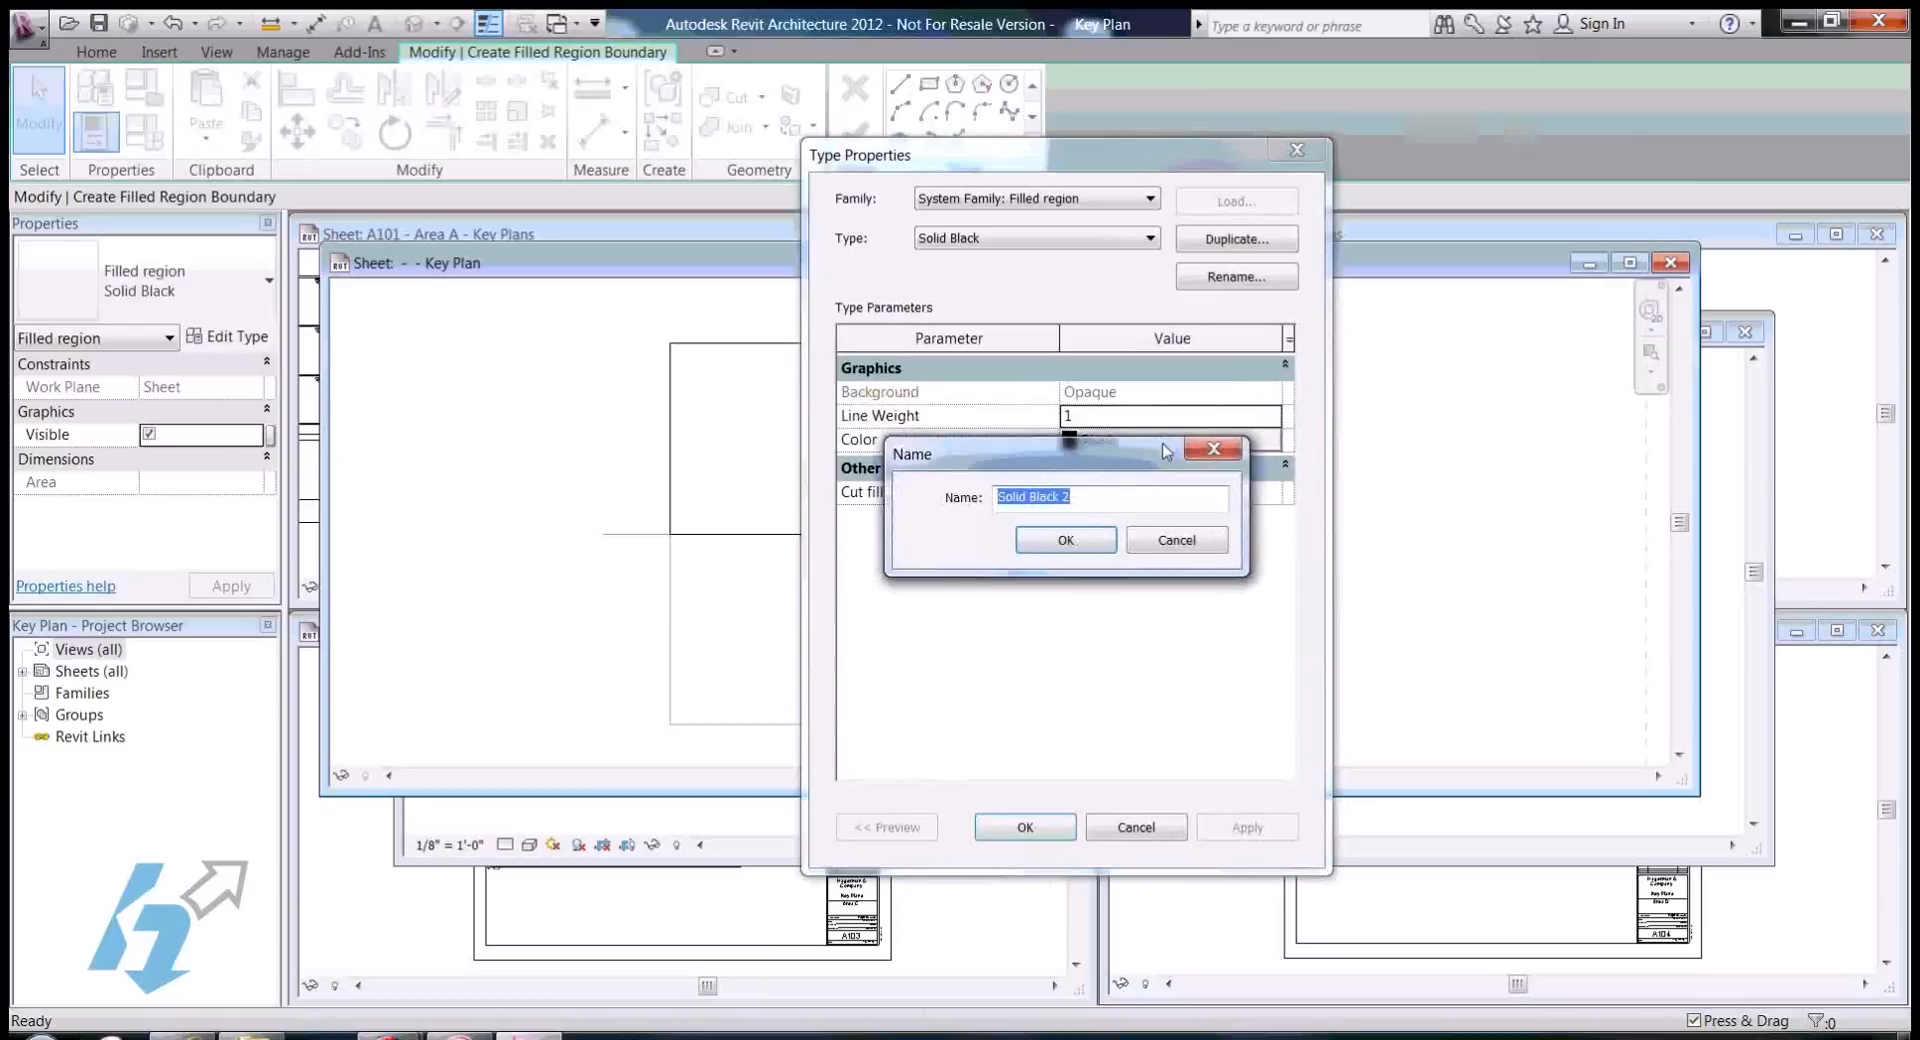 Autodesk Revit Architecture 2012 - Not For Resale Version - Key Plan
Type a keyword or phrase
Sign In
Home Insert View Manage Add-Ins Modify | Create Filled Region Boundary
Modify
Paste
Cut
Join
Select Properties Clipboard Modify Measure Create Geometry
Modify | Create Filled Region Boundary
Properties
Filled region
Solid Black
Filled region
Edit Type
Constraints
Work Plane Sheet
Graphics
Visible
Dimensions
Area
Properties help
Apply
Key Plan - Project Browser
Views (all)
Sheets (all)
Families
Groups
Revit Links
Sheet: A101 - Area A - Key Plans
Sheet: - - Key Plan
1/8" = 1'-0"
Type Properties
Family: System Family: Filled region Load...
Type: Solid Black Duplicate...
Rename...
Type Parameters
Parameter Value
=
Graphics
Background Opaque
Line Weight 1
Color
Other
Cut fill
Name
Name: Solid Black 2
OK Cancel
<< Preview OK Cancel Apply
Key Plans
A103
Key Plans
A104
Ready
Press & Drag
:0